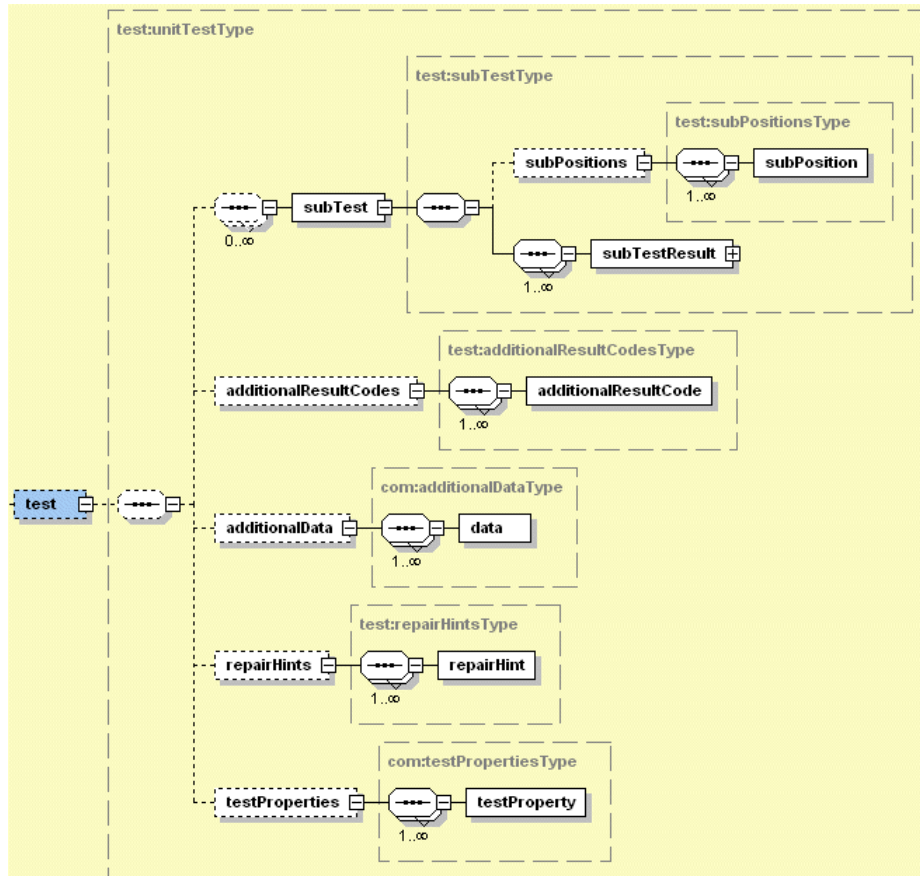 test:unitTestType
test:subTestType
test:subPositionsType
subPositions
subPosition
1..∞
subTest
0..∞
subTestResult
1..∞
test:additionalResultCodesType
additionalResultCodes
additionalResultCode
1..∞
test
com:additionalDataType
additionalData
data
1..∞
test:repairHintsType
repairHints
repairHint
1..∞
com:testPropertiesType
testProperties
testProperty
1..∞